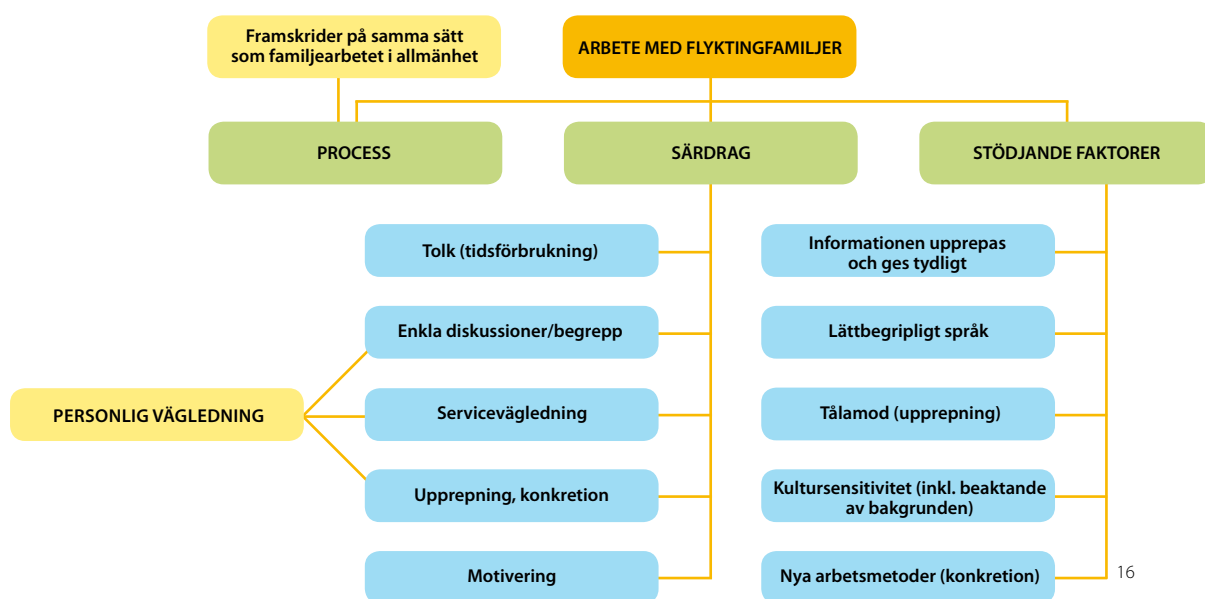 Framskrider på samma sätt
som familjearbetet i allmänhet
ARBETE MED FLYKTINGFAMILJER
PROCESS
SÄRDRAG
STÖDJANDE FAKTORER
Tolk (tidsförbrukning)
Informationen upprepas
och ges tydligt
Enkla diskussioner/begrepp
Lättbegripligt språk
PERSONLIG VÄGLEDNING
Servicevägledning
Tålamod (upprepning)
Upprepning, konkretion
Kultursensitivitet (inkl. beaktande
av bakgrunden)
Motivering
Nya arbetsmetoder (konkretion)
16